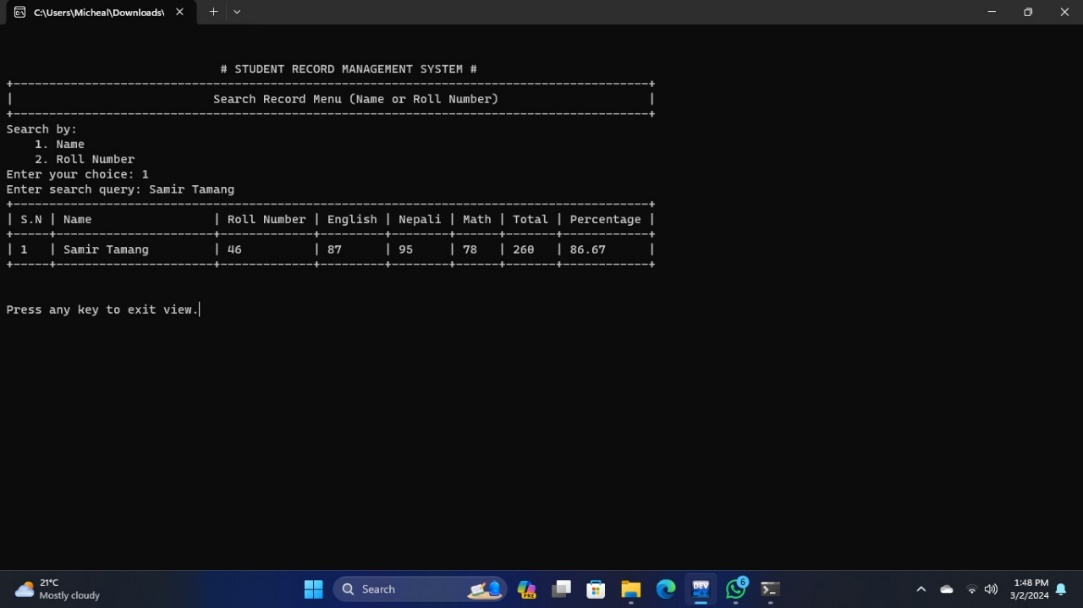 C:\Users\Micheal\Downloads\
# STUDENT RECORD MANAGEMENT SYSTEM #
+-----------------------------------------------------------------------------------------+
| Search Record Menu (Name or Roll Number) |
+-----------------------------------------------------------------------------------------+
Search by:
1. Name
2. Roll Number
Enter your choice: 1
Enter search query: Samir Tamang
+-----------------------------------------------------------------------------------------+
| S.N | Name | Roll Number | English | Nepali | Math | Total | Percentage |
+-----+----------------------+-------------+---------+--------+------+-------+------------+
| 1 | Samir Tamang | 46 | 87 | 95 | 78 | 260 | 86.67 |
+-----+----------------------+-------------+---------+--------+------+-------+------------+
Press any key to exit view.
21°C
Mostly cloudy
Search
PRE
DEV
6
1:48 PM
3/2/2024